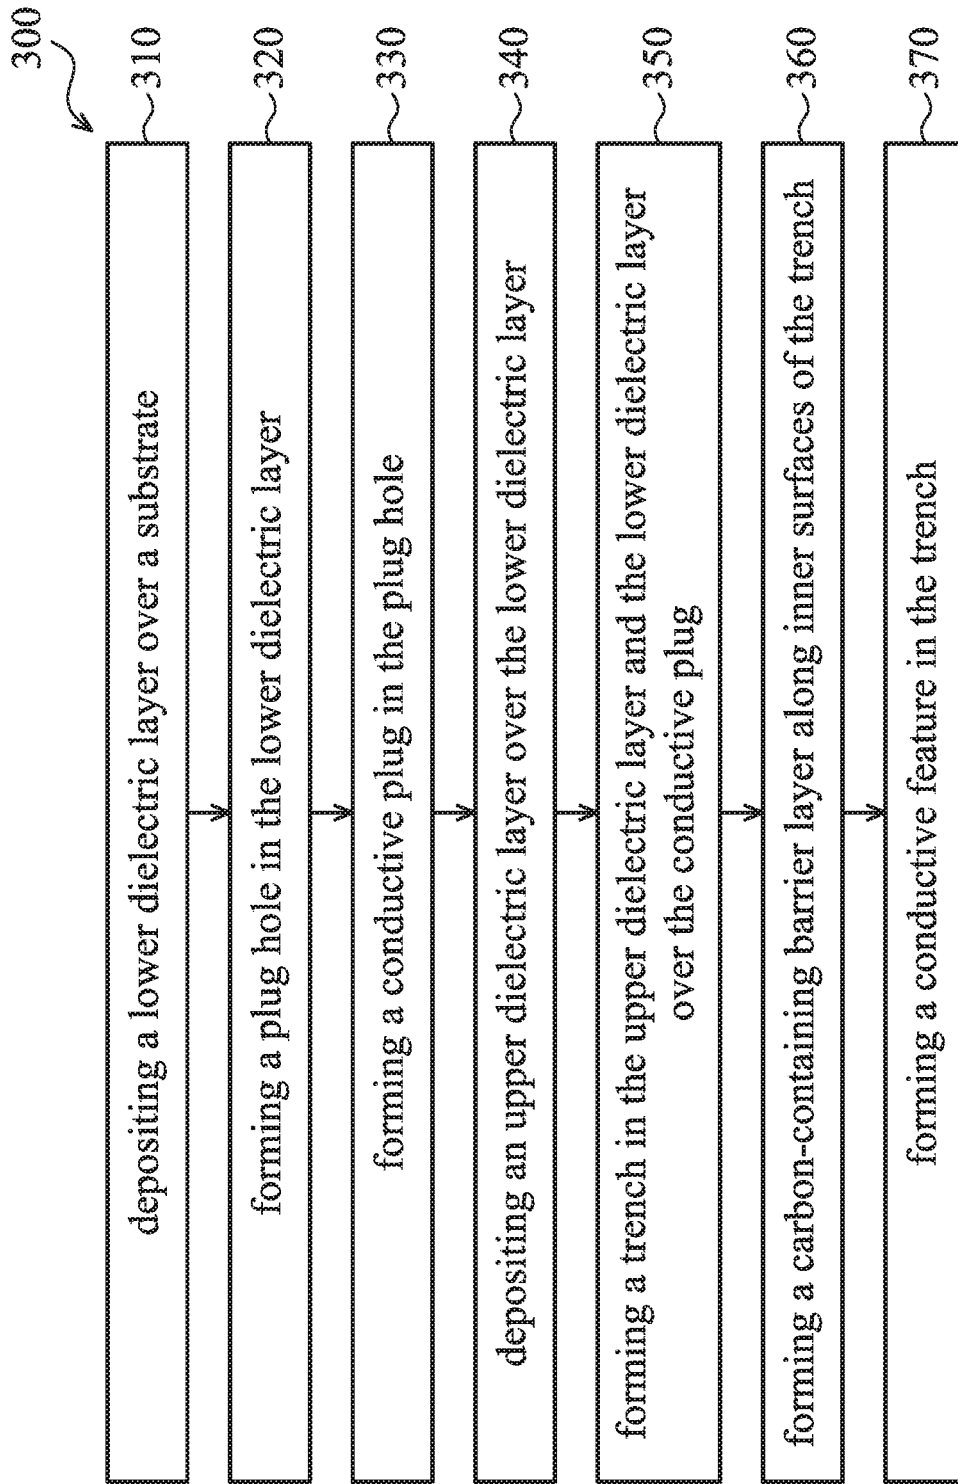 300
depositing a lower dielectric layer over a substrate
310
forming a plug hole in the lower dielectric layer
320
forming a conductive plug in the plug hole
330
depositing an upper dielectric layer over the lower dielectric layer
340
forming a trench in the upper dielectric layer and the lower dielectric layer
over the conductive plug
350
forming a carbon-containing barrier layer along inner surfaces of the trench
360
forming a conductive feature in the trench
370